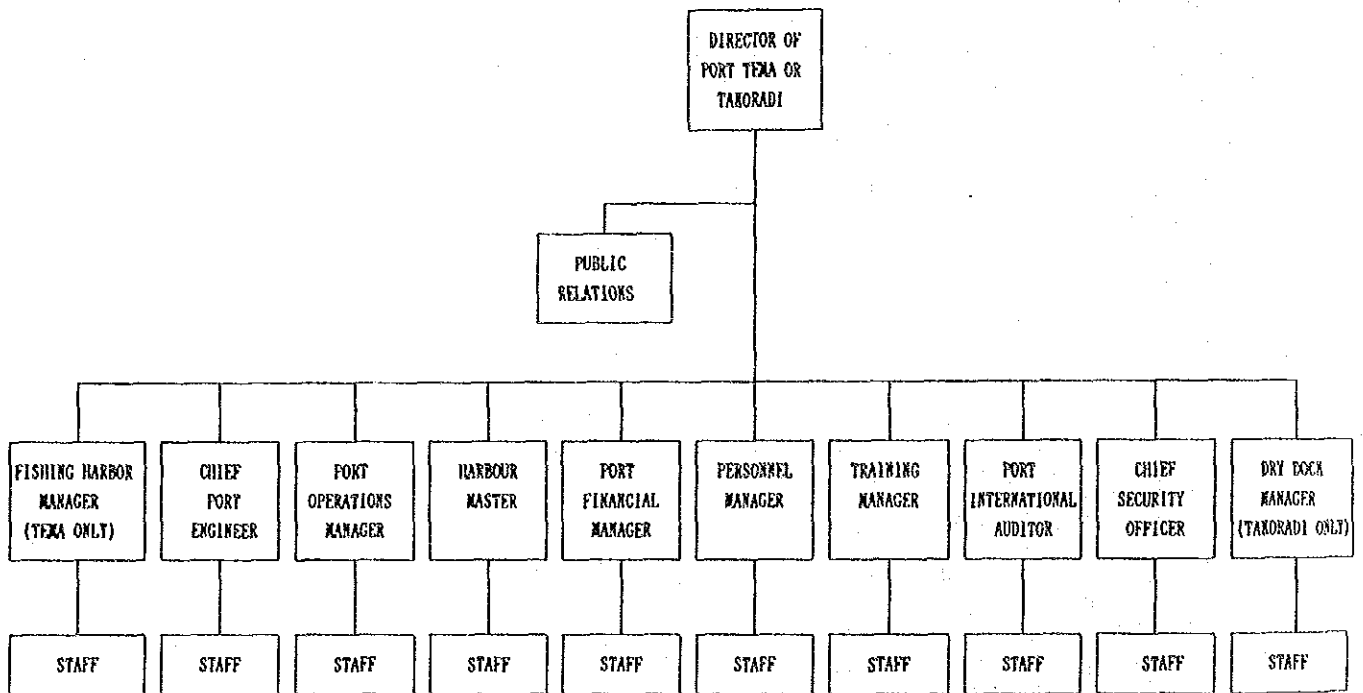 DIRECTOR OF
PORT TEMA OR
TAKORADI
PUBLIC
RELATIONS
FISHING HARBOR
MANAGER
(TEMA ONLY)
CHIEF
PORT
ENGINEER
PORT
OPERATIONS
MANAGER
HARBOUR
MASTER
PORT
FINANCIAL
MANAGER
PERSONNEL
MANAGER
TRAINING
MANAGER
PORT
INTERNATIONAL
AUDITOR
CHIEF
SECURITY
OFFICER
DRY DOCK
MANAGER
(TAKORADI ONLY)
STAFF
STAFF
STAFF
STAFF
STAFF
STAFF
STAFF
STAFF
STAFF
STAFF